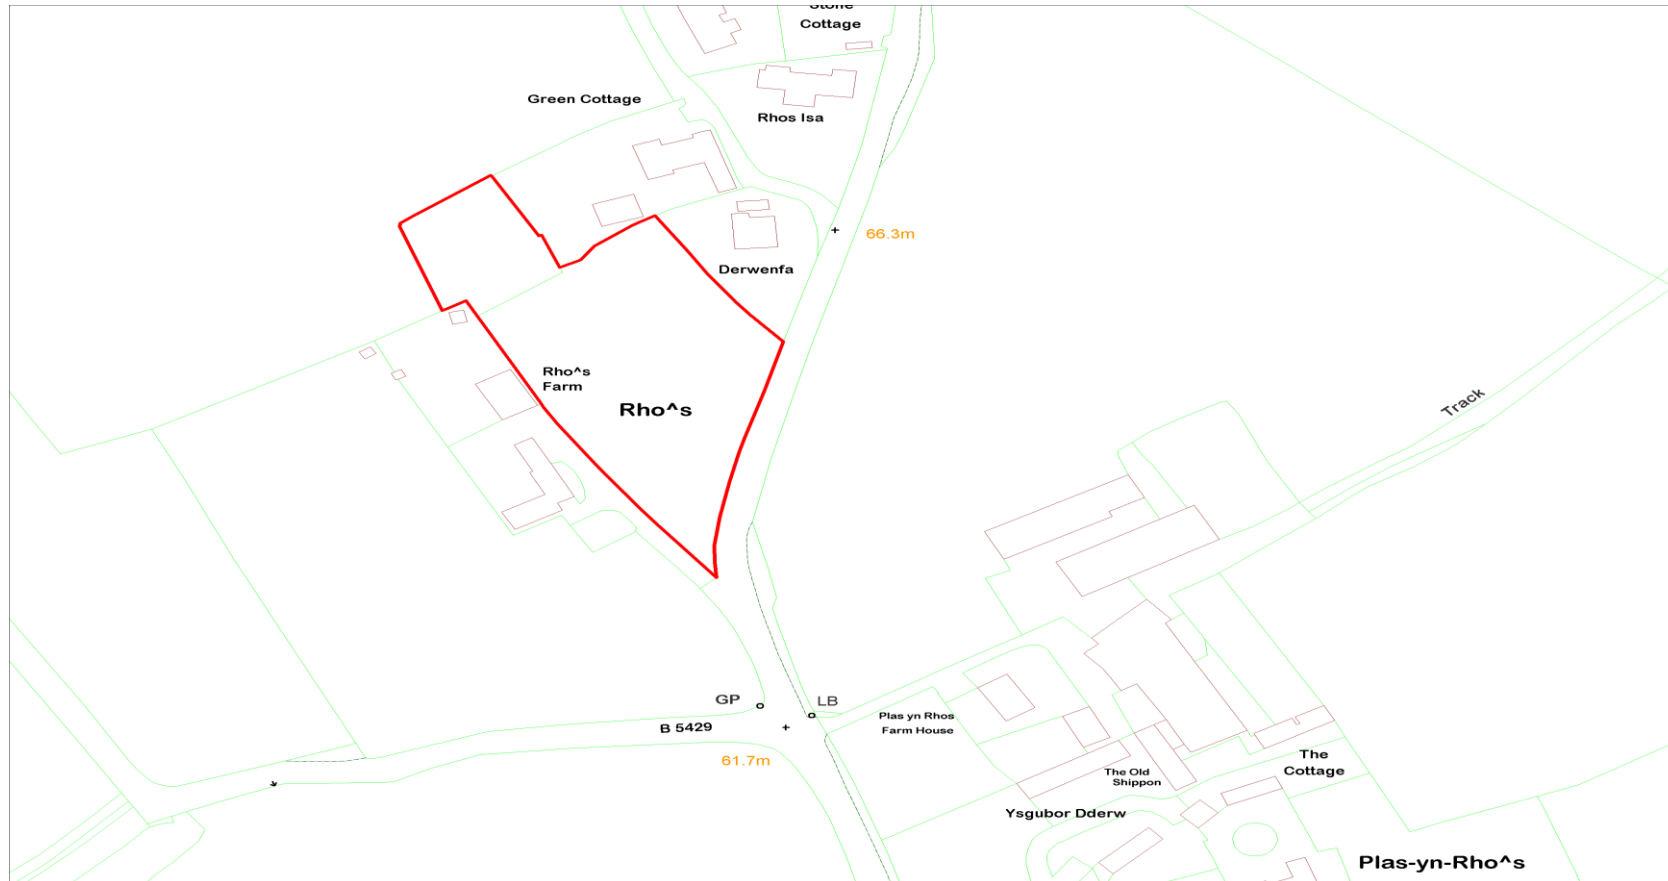 Stone
Cottage
Green Cottage
Rhos Isa
66.3m
Derwenfa
Rho^s
Farm
Rho^s
Track
GP
LB
B 5429
61.7m
Plas yn Rhos
Farm House
The Old
Shippon
The
Cottage
Ysgubor Dderw
Plas-yn-Rho^s